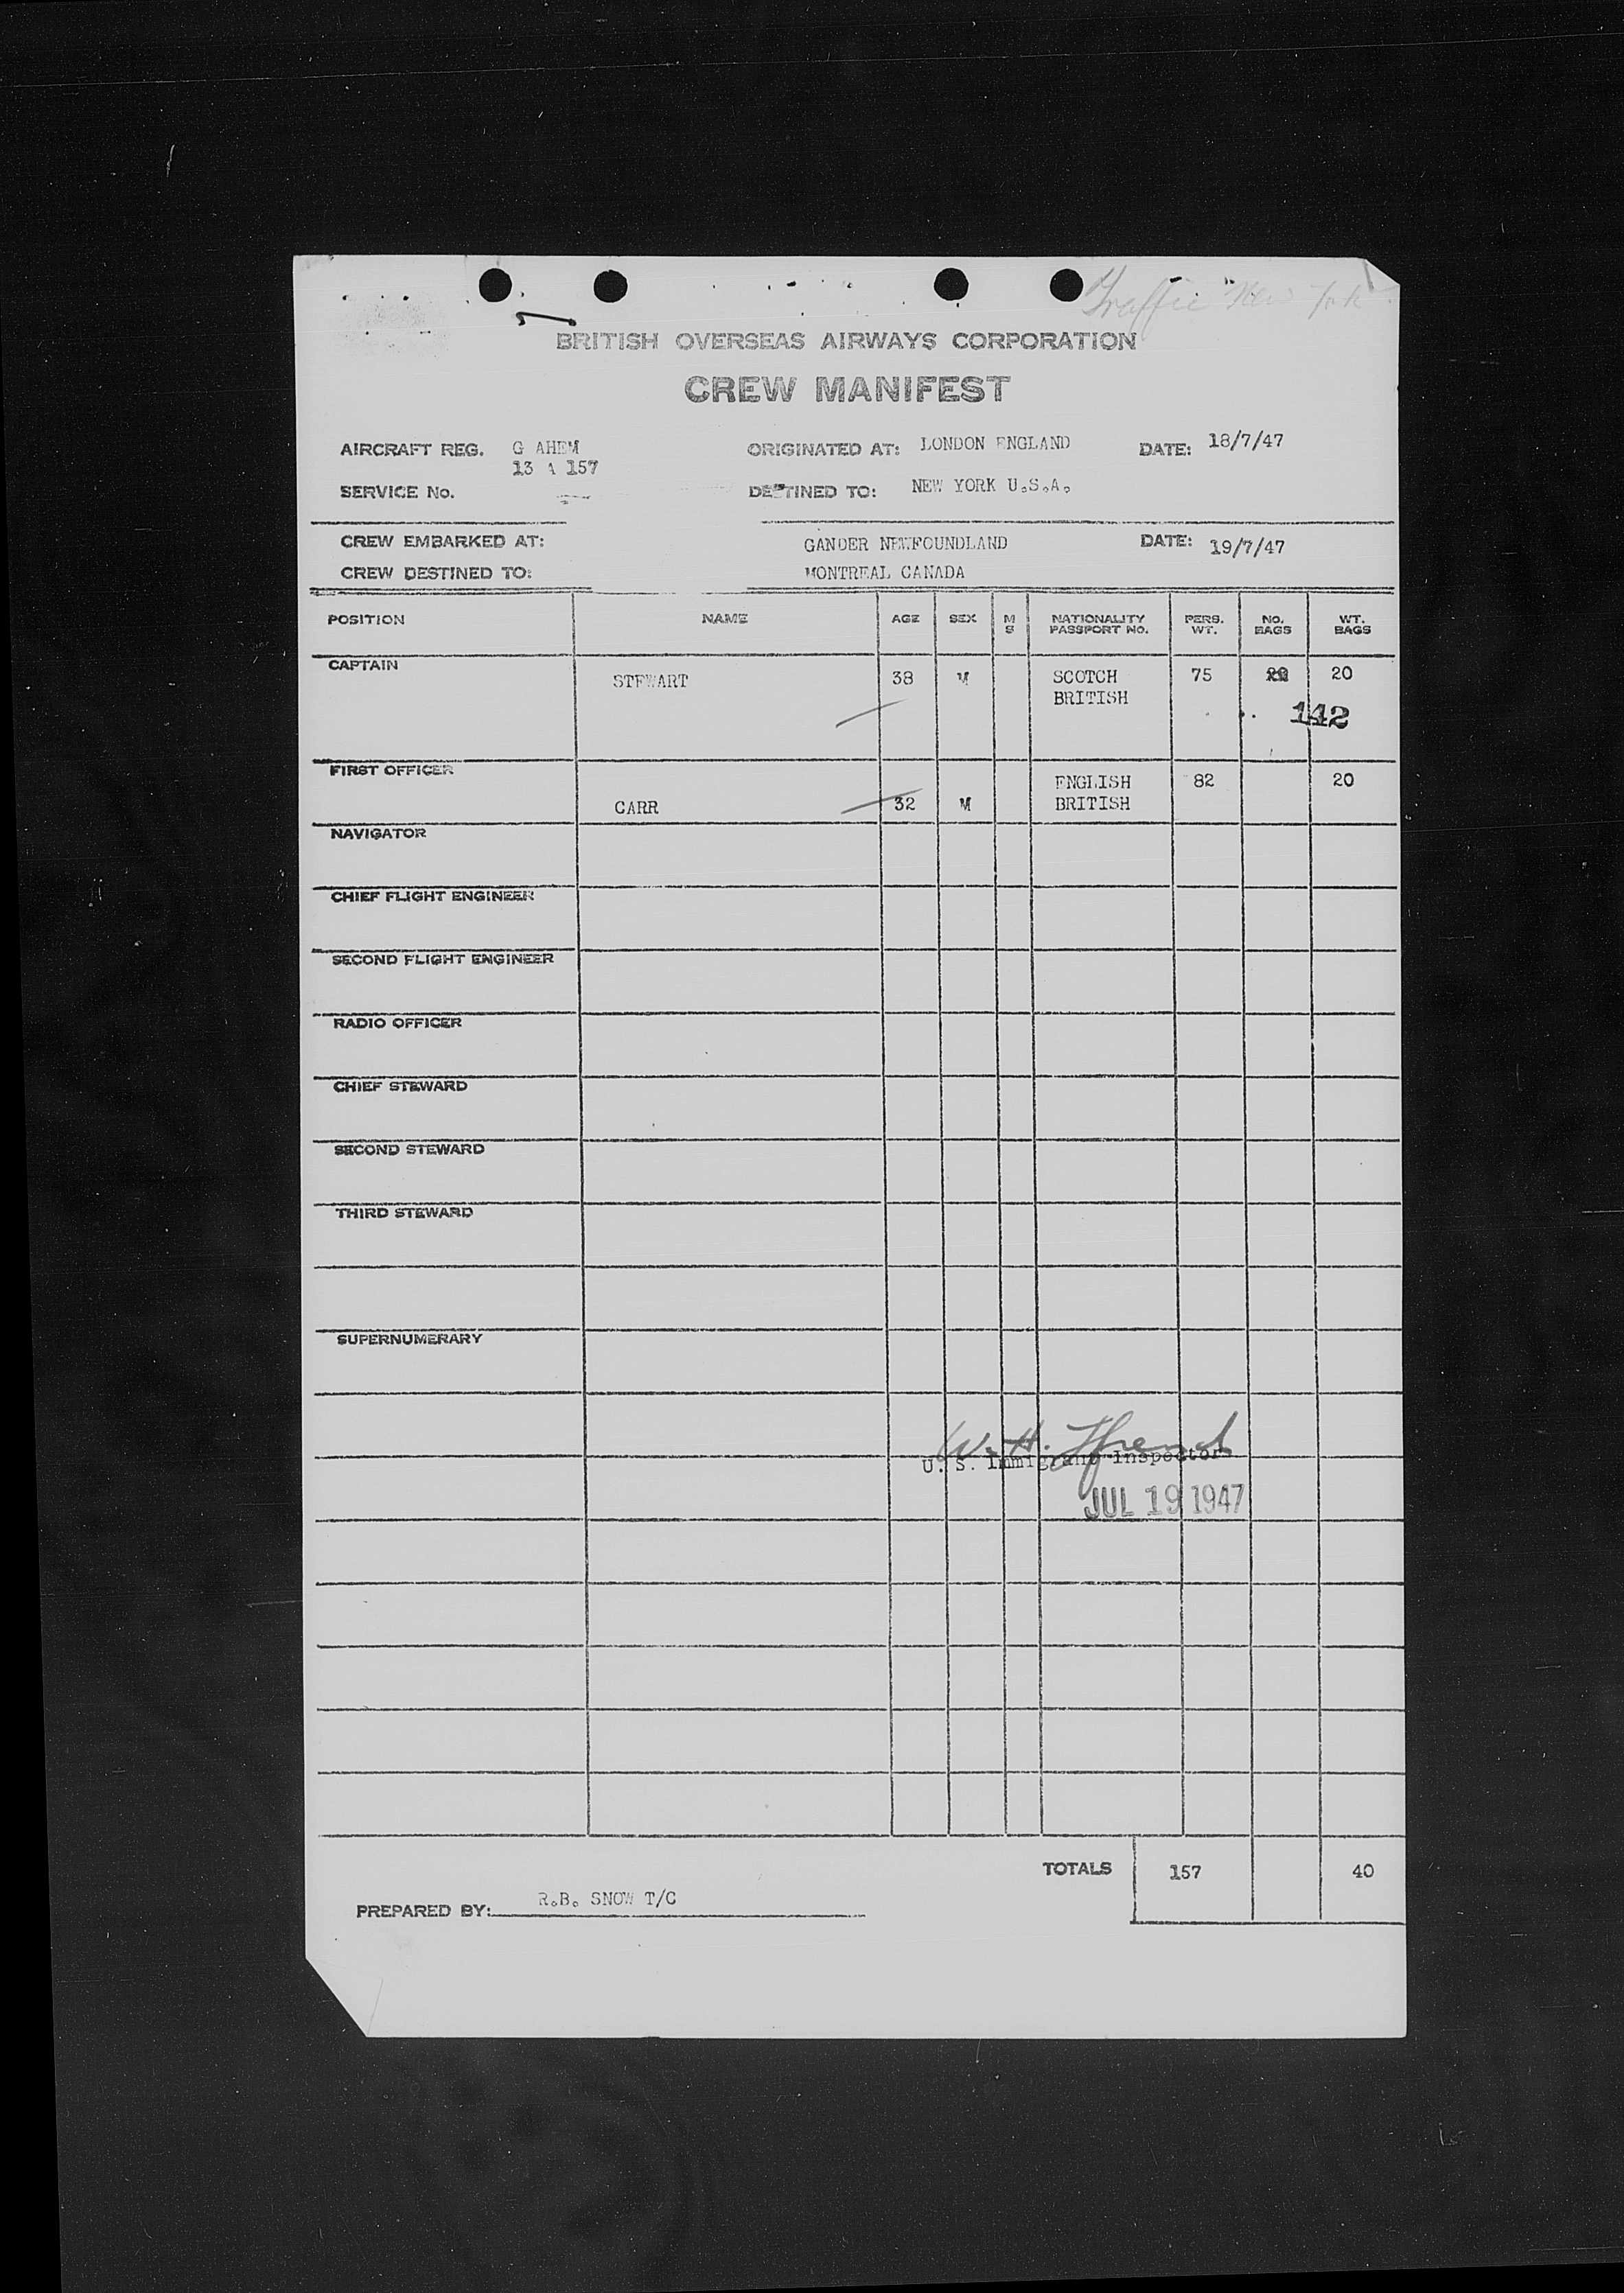 Traffic New York
BRITISH OVERSEAS AIRWAYS CORPORATION
CREW MANIFEST
AIRCRAFT REG. G AHEM ORIGINATED AT: LONDON ENGLAND DATE: 18/7/47
13 A 157
SERVICE No. DESTINED TO: NEW YORK U.S.A.
CREW EMBARKED AT: GANDER NEWFOUNDLAND DATE: 19/7/47
CREW DESTINED TO: MONTREAL CANADA
POSITION NAME AGE SEX M S NATIONALITY PASSPORT NO. PERS. WT. NO. BAGS WT. BAGS
CAPTAIN STEWART 38 M SCOTCH 75 20
BRITISH
142
FIRST OFFICER ENGLISH 82 20
CARR 32 M BRITISH
NAVIGATOR
CHIEF FLIGHT ENGINEER
SECOND FLIGHT ENGINEER
RADIO OFFICER
CHIEF STEWARD
SECOND STEWARD
THIRD STEWARD
SUPERNUMERARY
W. H. Ffrench
U. S. Immigrant Inspector
JUL 19 1947
TOTALS 157 40
PREPARED BY: R.B. SNOW T/C